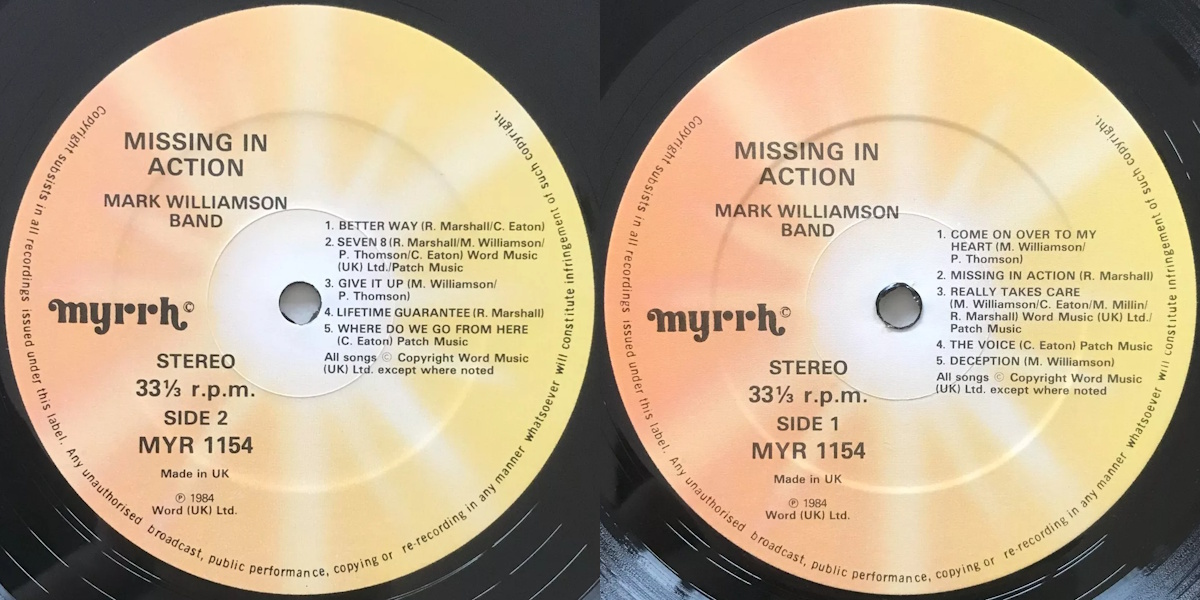 MISSING IN
ACTION
MARK WILLIAMSON
BAND
1. BETTER WAY (R. Marshall/C. Eaton)
2. SEVEN 8 (R. Marshall/M. Williamson/
P. Thomson/C. Eaton) Word Music
(UK) Ltd./Patch Music
3. GIVE IT UP (M. Williamson/
P. Thomson)
4. LIFETIME GUARANTEE (R. Marshall)
5. WHERE DO WE GO FROM HERE
(C. Eaton) Patch Music
All songs © Copyright Word Music
(UK) Ltd. except where noted
myrrh©
STEREO
33⅓ r.p.m.
SIDE 2
MYR 1154
Made in UK
℗ 1984
Word (UK) Ltd.
Copyright subsists in all recordings issued under this label. Any unauthorised broadcast, public performance, copying or re-recording in any manner whatsoever will constitute infringement of such copyright.
MISSING IN
ACTION
MARK WILLIAMSON
BAND
1. COME ON OVER TO MY
HEART (M. Williamson/
P. Thomson)
2. MISSING IN ACTION (R. Marshall)
3. REALLY TAKES CARE
(M. Williamson/C. Eaton/M. Millin/
R. Marshall) Word Music (UK) Ltd./
Patch Music
4. THE VOICE (C. Eaton) Patch Music
5. DECEPTION (M. Williamson)
All songs © Copyright Word Music
(UK) Ltd. except where noted
myrrh©
STEREO
33⅓ r.p.m.
SIDE 1
MYR 1154
Made in UK
℗ 1984
Word (UK) Ltd.
Copyright subsists in all recordings issued under this label. Any unauthorised broadcast, public performance, copying or re-recording in any manner whatsoever will constitute infringement of such copyright.